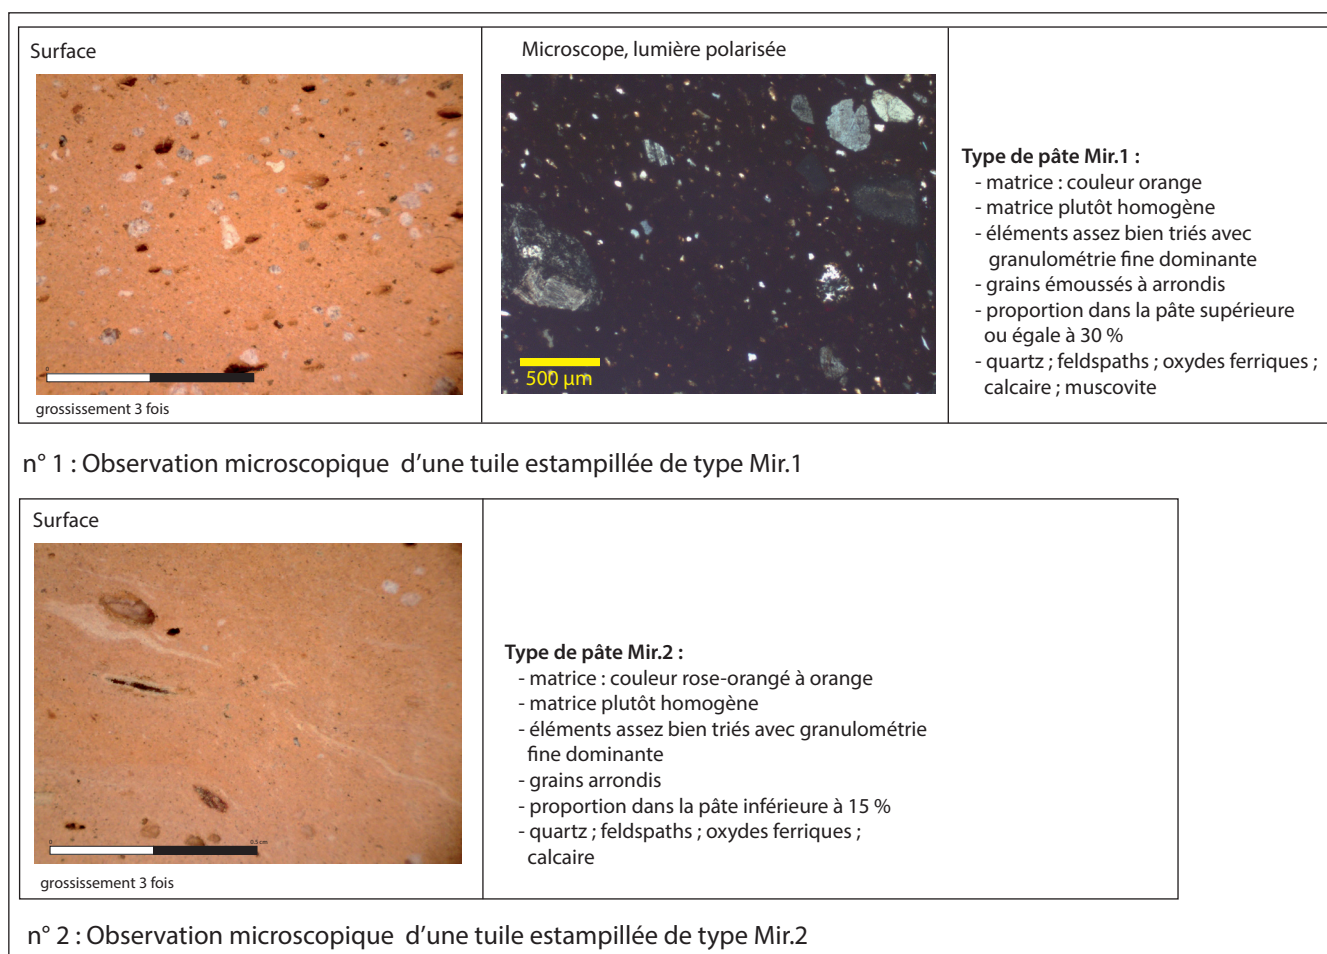 Surface
Microscope, lumière polarisée
0
grossissement 3 fois
500 µm
Type de pâte Mir.1 :
- matrice : couleur orange
- matrice plutôt homogène
- éléments assez bien triés avec
granulométrie fine dominante
- grains émoussés à arrondis
- proportion dans la pâte supérieure
ou égale à 30 %
- quartz ; feldspaths ; oxydes ferriques ;
calcaire ; muscovite
n° 1 : Observation microscopique d’une tuile estampillée de type Mir.1
Surface
0 0.5 cm
grossissement 3 fois
Type de pâte Mir.2 :
- matrice : couleur rose-orangé à orange
- matrice plutôt homogène
- éléments assez bien triés avec granulométrie
fine dominante
- grains arrondis
- proportion dans la pâte inférieure à 15 %
- quartz ; feldspaths ; oxydes ferriques ;
calcaire
n° 2 : Observation microscopique d’une tuile estampillée de type Mir.2